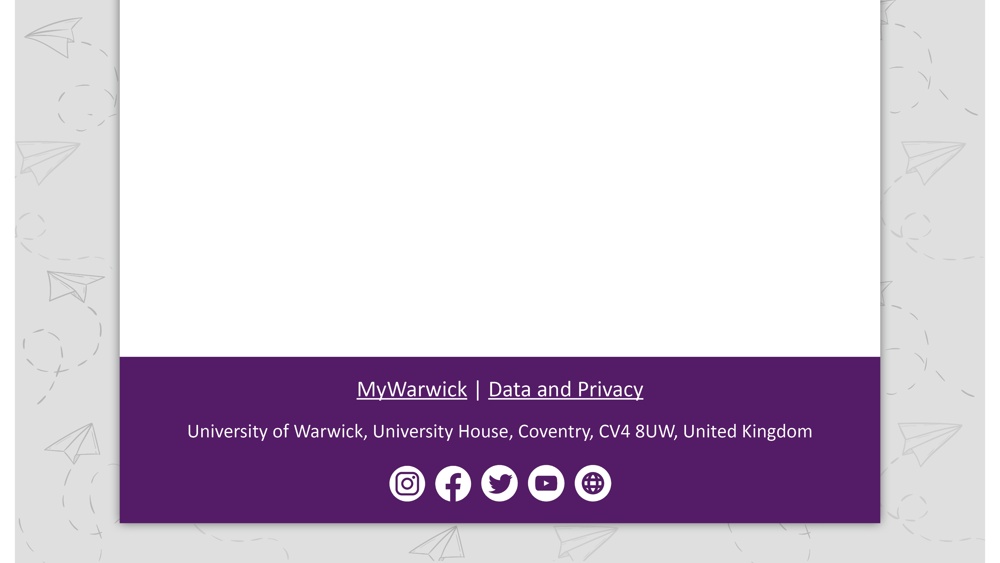 MyWarwick | Data and Privacy
University of Warwick, University House, Coventry, CV4 8UW, United Kingdom